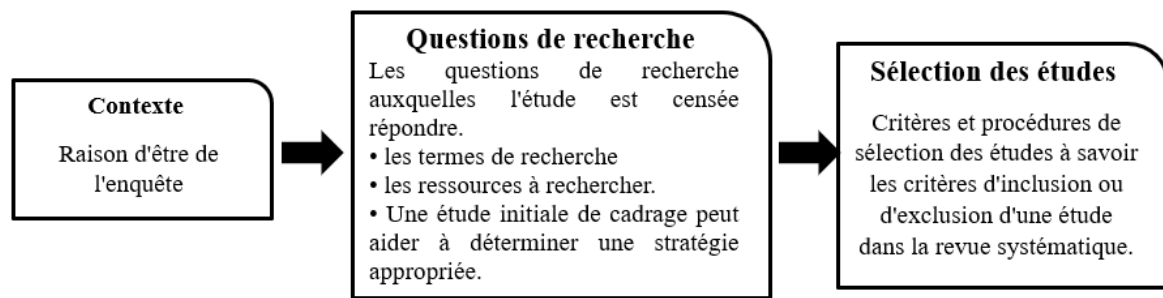 Contexte
Raison d'être de
l'enquête
Questions de recherche
Les questions de recherche
auxquelles l'étude est censée
répondre.
• les termes de recherche
• les ressources à rechercher.
• Une étude initiale de cadrage peut
aider à déterminer une stratégie
appropriée.
Sélection des études
Critères et procédures de
sélection des études à savoir
les critères d'inclusion ou
d'exclusion d'une étude
dans la revue systématique.